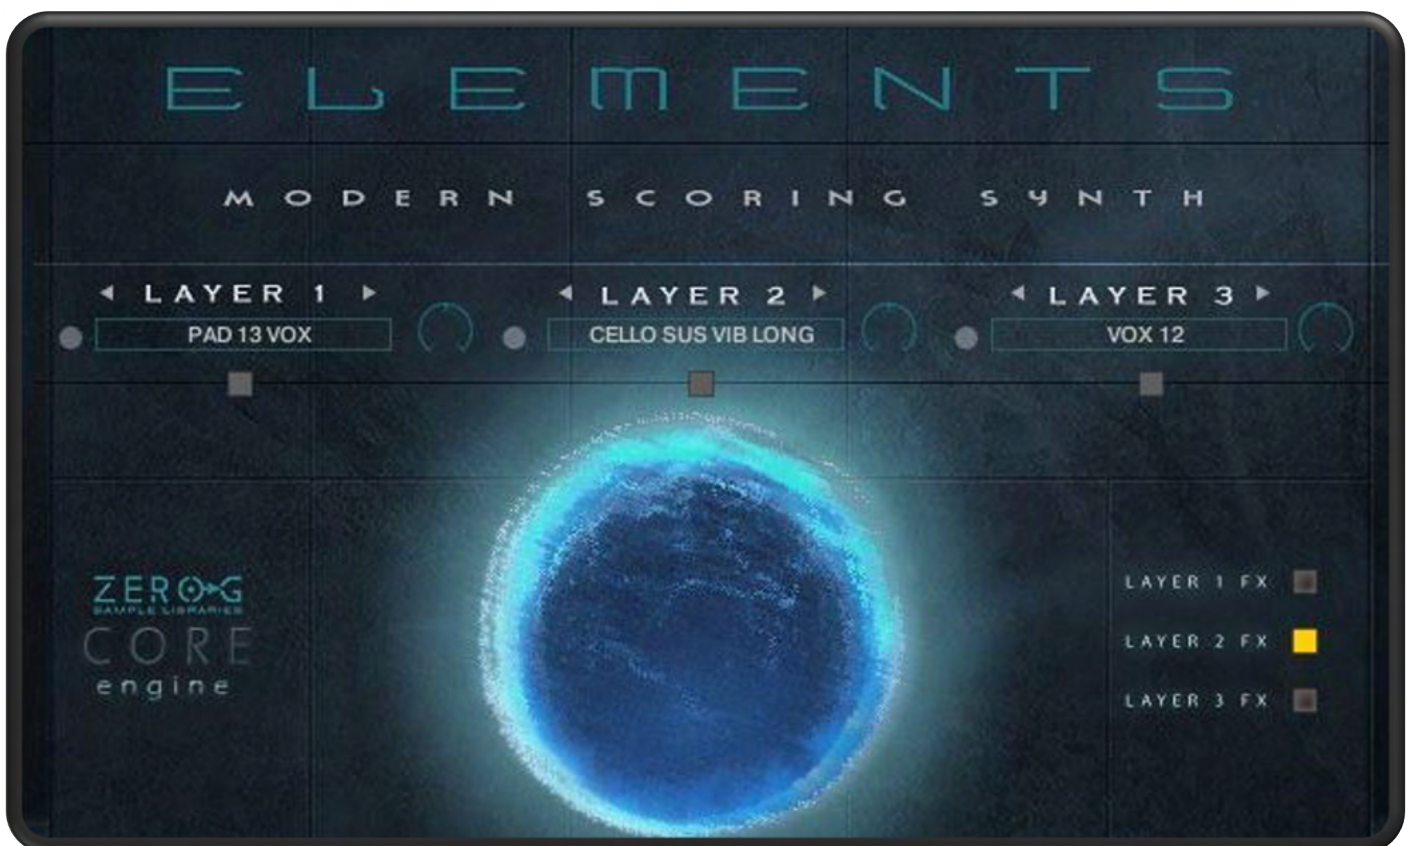 ELEMENTS
MODERN SCORING SYNTH
LAYER 1 LAYER 2 LAYER 3
PAD 13 VOX CELLO SUS VIB LONG VOX 12
ZERO-G
SAMPLE LIBRARIES
CORE
engine
LAYER 1 FX
LAYER 2 FX
LAYER 3 FX